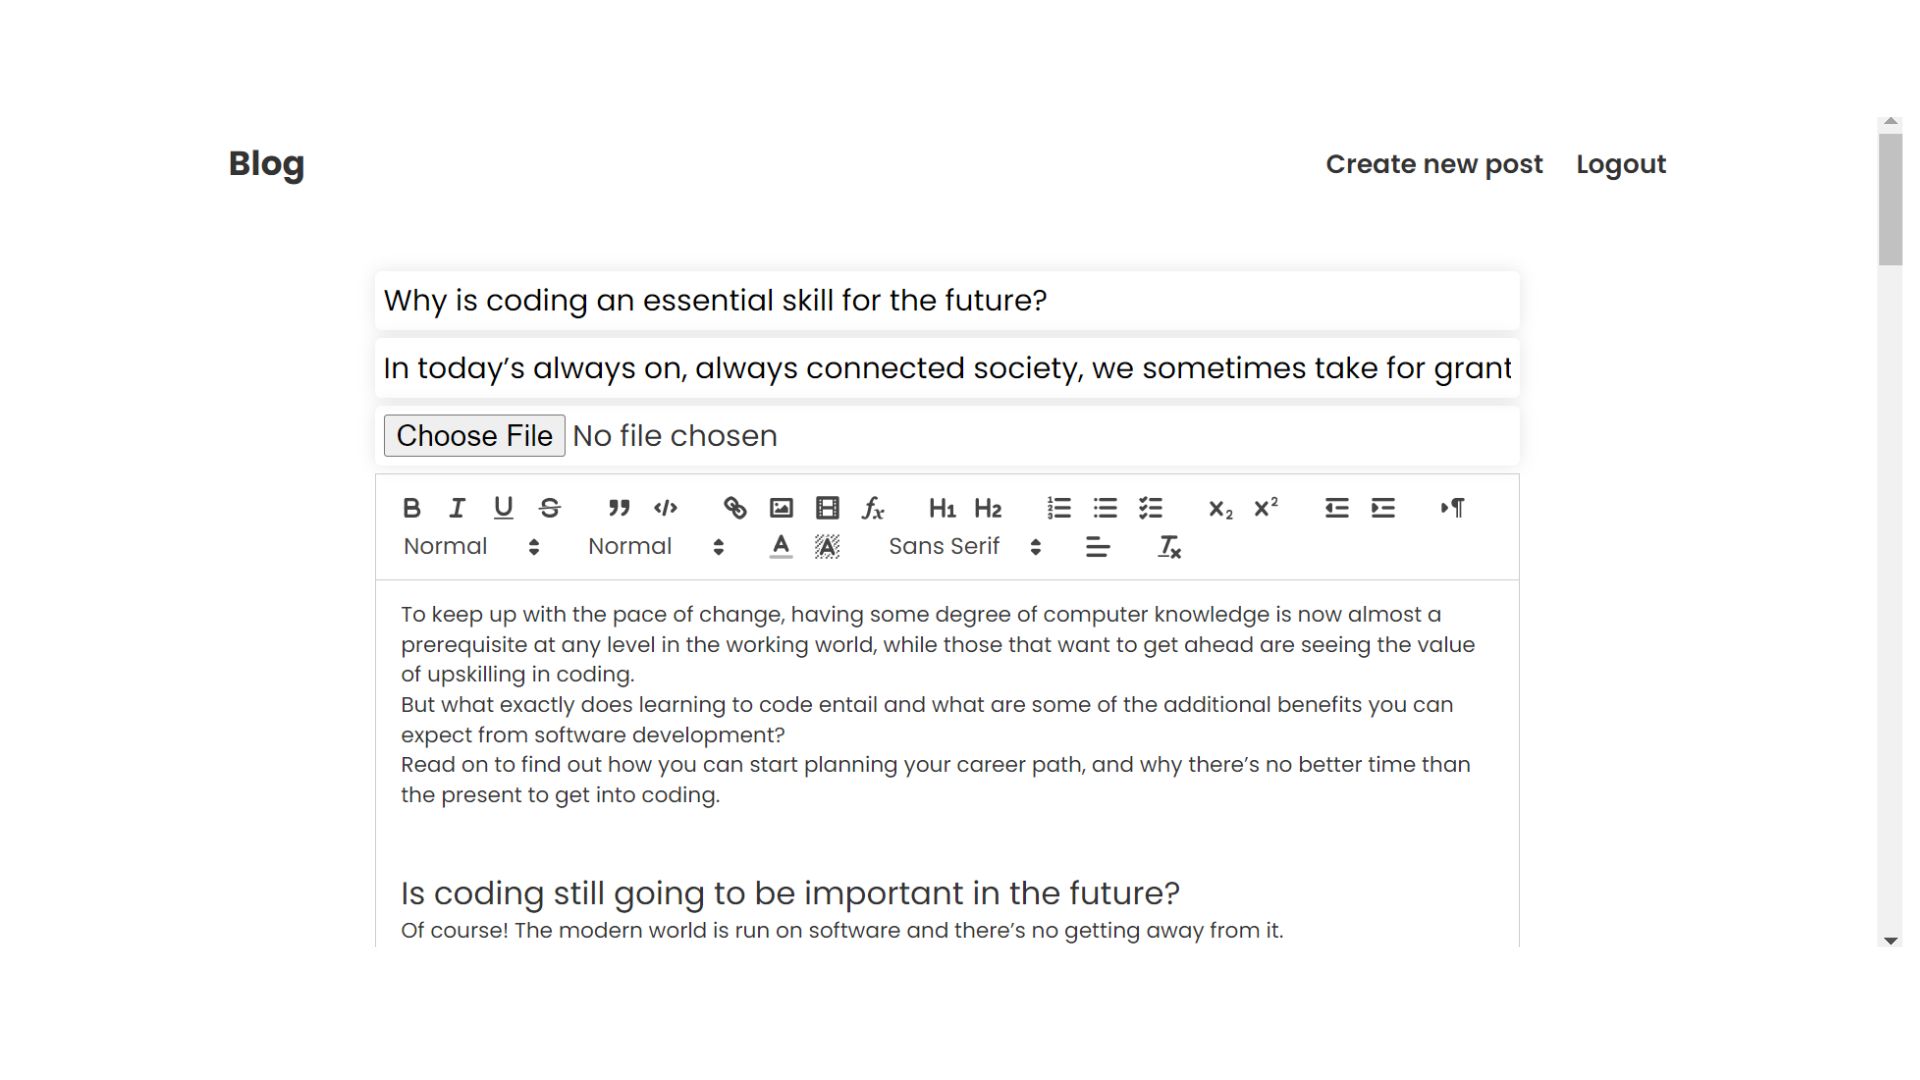 Blog
Create new post
Logout
Why is coding an essential skill for the future?
In today’s always on, always connected society, we sometimes take for grant
Choose File No file chosen
B I U S ” </> fx H1 H2 x2 x²
Normal Normal A A Sans Serif Tx
To keep up with the pace of change, having some degree of computer knowledge is now almost a
prerequisite at any level in the working world, while those that want to get ahead are seeing the value
of upskilling in coding.
But what exactly does learning to code entail and what are some of the additional benefits you can
expect from software development?
Read on to find out how you can start planning your career path, and why there’s no better time than
the present to get into coding.
Is coding still going to be important in the future?
Of course! The modern world is run on software and there’s no getting away from it.